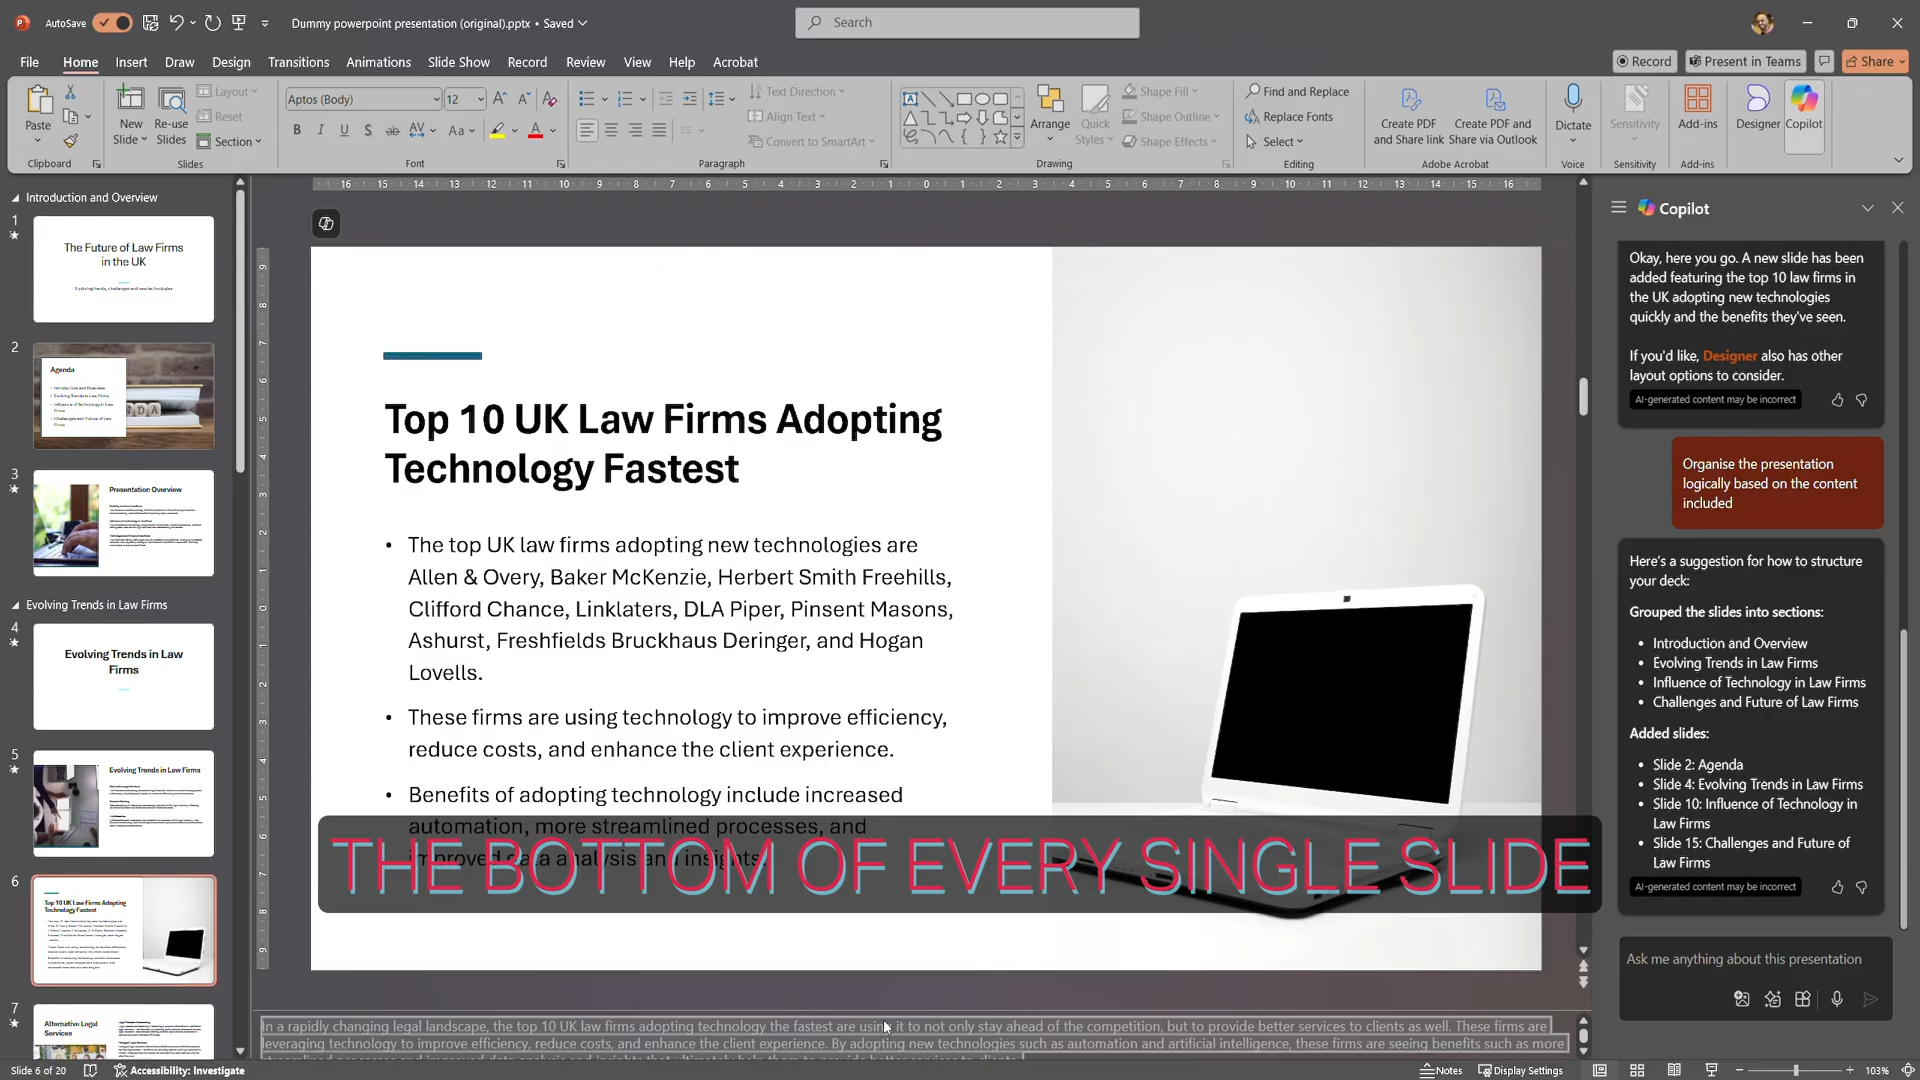 AutoSave
Dummy powerpoint presentation (original).pptx • Saved
Search
File Home Insert Draw Design Transitions Animations Slide Show Record Review View Help Acrobat
Record
Present in Teams
Share
Paste
Clipboard
New Slide
Re-use Slides
Layout
Reset
Section
Slides
Aptos (Body)
12
Font
Text Direction
Align Text
Convert to SmartArt
Paragraph
Arrange
Quick Styles
Shape Fill
Shape Outline
Shape Effects
Drawing
Find and Replace
Replace Fonts
Select
Editing
Create PDF and Share link
Create PDF and Share via Outlook
Adobe Acrobat
Dictate
Voice
Sensitivity
Sensitivity
Add-ins
Add-ins
Designer
Copilot
Introduction and Overview
1
The Future of Law Firms
in the UK
2
Agenda
3
Presentation Overview
Evolving Trends in Law Firms
4
Evolving Trends in Law
Firms
5
Evolving Trends in Law Firms
6
Top 10 UK Law Firms Adopting
Technology Fastest
7
Alternative Legal
Services
Top 10 UK Law Firms Adopting
Technology Fastest
• The top UK law firms adopting new technologies are
Allen & Overy, Baker McKenzie, Herbert Smith Freehills,
Clifford Chance, Linklaters, DLA Piper, Pinsent Masons,
Ashurst, Freshfields Bruckhaus Deringer, and Hogan
Lovells.
• These firms are using technology to improve efficiency,
reduce costs, and enhance the client experience.
• Benefits of adopting technology include increased
automation, more streamlined processes, and
improved data analysis and insights.
THE BOTTOM OF EVERY SINGLE SLIDE
In a rapidly changing legal landscape, the top 10 UK law firms adopting technology the fastest are using it to not only stay ahead of the competition, but to provide better services to clients as well. These firms are
leveraging technology to improve efficiency, reduce costs, and enhance the client experience. By adopting new technologies such as automation and artificial intelligence, these firms are seeing benefits such as more
Copilot
Okay, here you go. A new slide has been
added featuring the top 10 law firms in
the UK adopting new technologies
quickly and the benefits they've seen.
If you'd like, Designer also has other
layout options to consider.
AI-generated content may be incorrect
Organise the presentation
logically based on the content
included
Here's a suggestion for how to structure
your deck:
Grouped the slides into sections:
• Introduction and Overview
• Evolving Trends in Law Firms
• Influence of Technology in Law Firms
• Challenges and Future of Law Firms
Added slides:
• Slide 2: Agenda
• Slide 4: Evolving Trends in Law Firms
• Slide 10: Influence of Technology in
Law Firms
• Slide 15: Challenges and Future of
Law Firms
AI-generated content may be incorrect
Ask me anything about this presentation
Slide 6 of 20
Accessibility: Investigate
Notes
Display Settings
103%